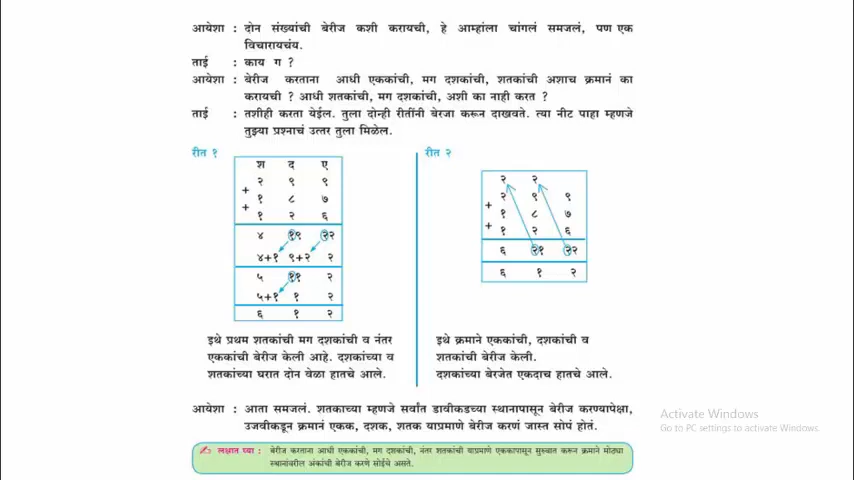 आयेशा : दोन संख्यांची बेरीज कशी करायची, हे आम्हांला चांगलं समजलं, पण एक
विचारायचंय.
ताई : काय ग ?
आयेशा : बेरीज करताना आधी एककांची, मग दशकांची, शतकांची अशाच क्रमानं का
करायची ? आधी शतकांची, मग दशकांची, अशी का नाही करत ?
ताई : तशीही करता येईल. तुला दोन्ही रीतींनी बेरजा करून दाखवते. त्या नीट पाहा म्हणजे
तुझ्या प्रश्नाचं उत्तर तुला मिळेल.
रीत १
श द ए
२ ९ ९
+ १ ८ ७
+ १ २ ६
४ १९ २२
४+१ ९+२ २
५ ११ २
५+१ १ २
६ १ २
इथे प्रथम शतकांची मग दशकांची व नंतर
एककांची बेरीज केली आहे. दशकांच्या व
शतकांच्या घरात दोन वेळा हातचे आले.
रीत २
२ २
२ ९ ९
+ १ ८ ७
+ १ २ ६
६ २१ २२
६ १ २
इथे क्रमाने एककांची, दशकांची व
शतकांची बेरीज केली.
दशकांच्या बेरजेत एकदाच हातचे आले.
आयेशा : आता समजलं. शतकाच्या म्हणजे सर्वांत डावीकडच्या स्थानापासून बेरीज करण्यापेक्षा,
उजवीकडून क्रमानं एकक, दशक, शतक याप्रमाणे बेरीज करणं जास्त सोपं होतं.
लक्षात घ्या : बेरीज करताना आधी एककांची, मग दशकांची, नंतर शतकांची याप्रमाणे एककापासून सुरुवात करून क्रमाने मोठ्या
स्थानांवरील अंकांची बेरीज करणे सोईचे असते.
Activate Windows
Go to PC settings to activate Windows.